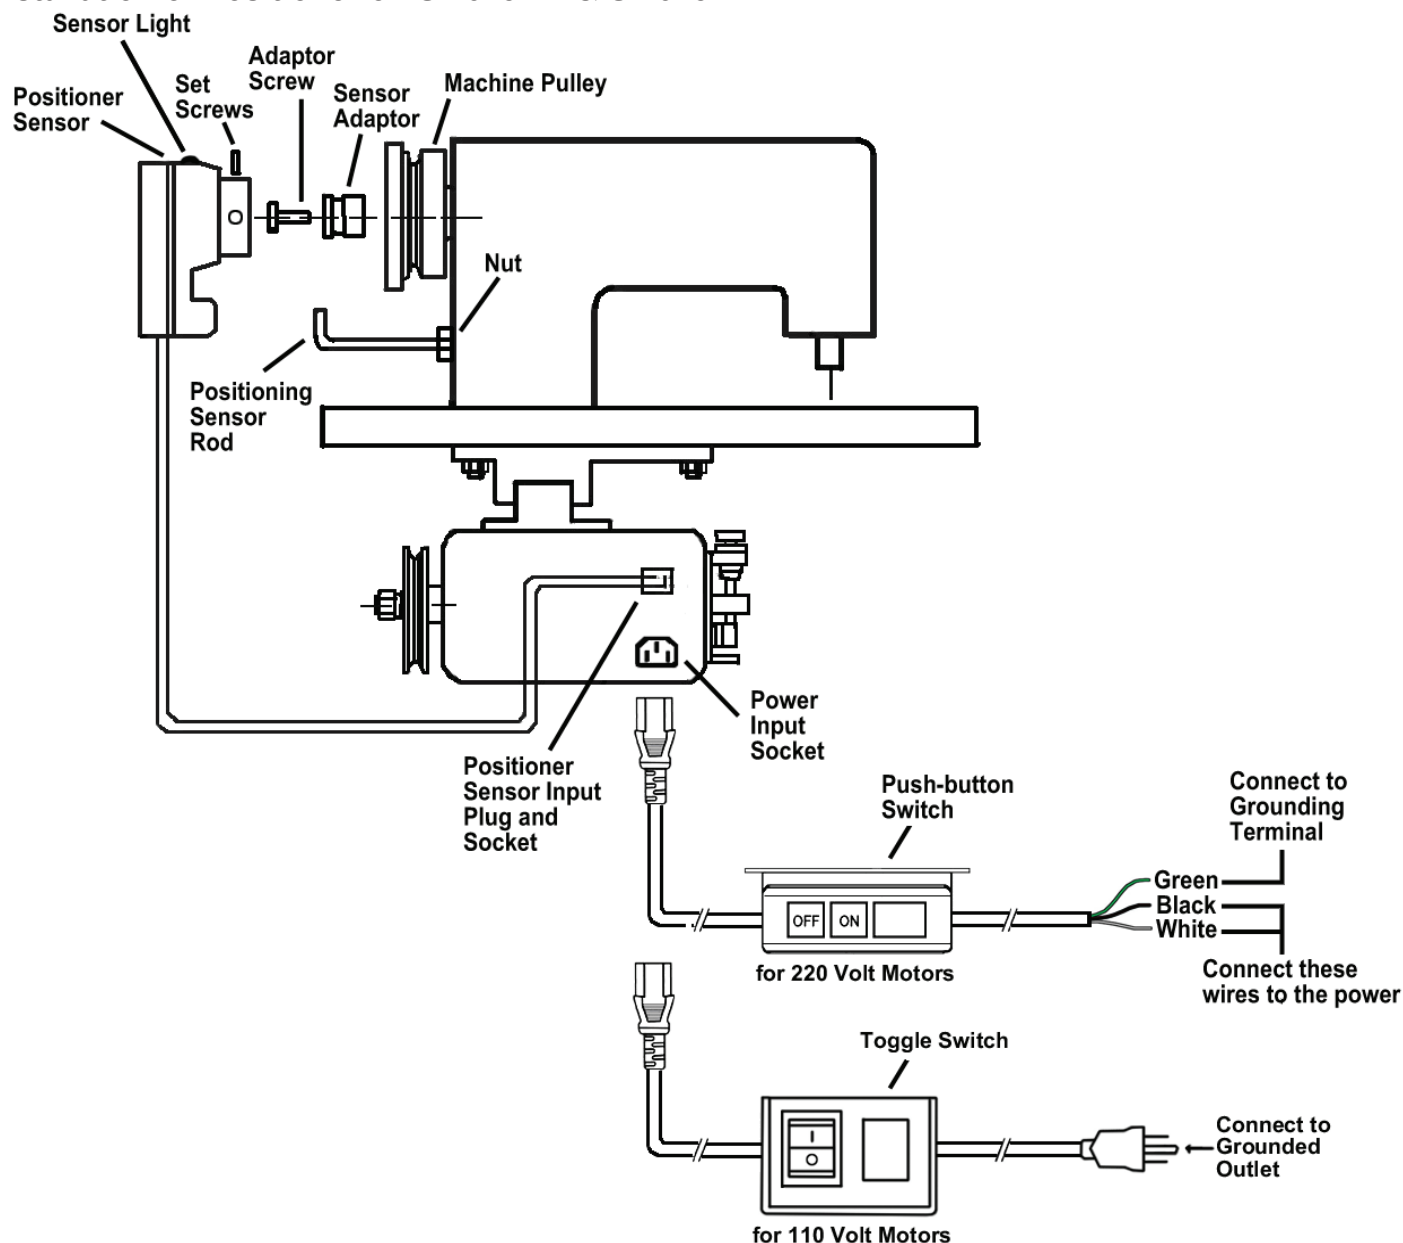 Sensor Light
Adaptor
Screw
Machine Pulley
Set
Screws
Sensor
Adaptor
Positioner
Sensor
Nut
Positioning
Sensor
Rod
Power
Input
Socket
Positioner
Sensor Input
Plug and
Socket
Push-button
Switch
Connect to
Grounding
Terminal
Green
Black
White
OFF ON
for 220 Volt Motors
Connect these
wires to the power
Toggle Switch
I
O
Connect to
Grounded
Outlet
for 110 Volt Motors